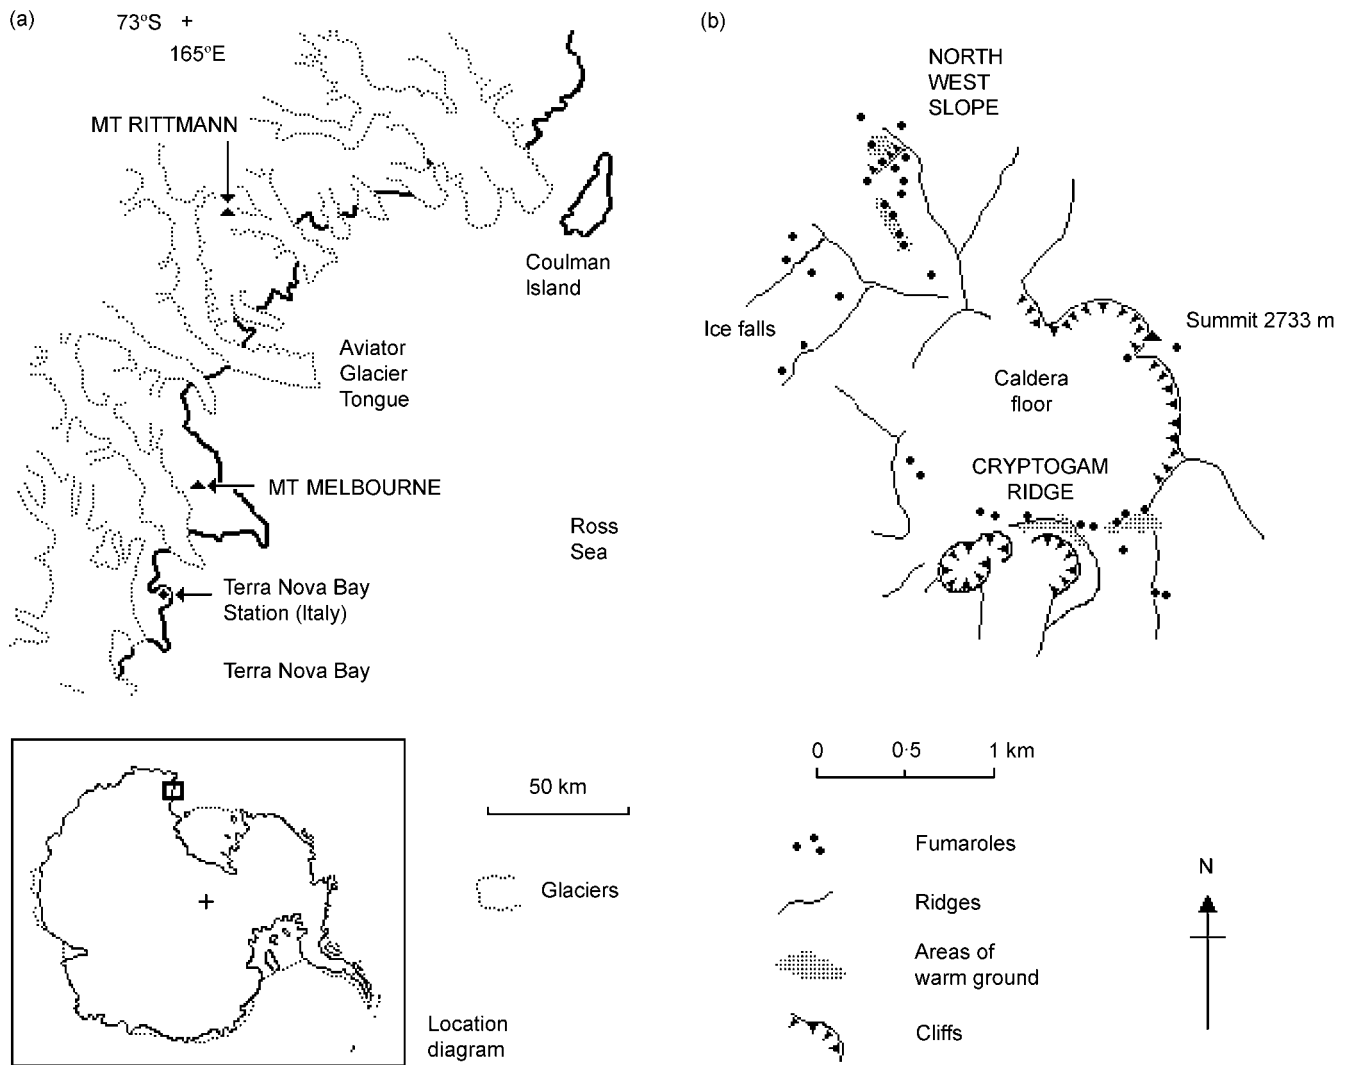 (a)
73°S +
165°E
MT RITTMANN
Coulman
Island
Aviator
Glacier
Tongue
MT MELBOURNE
Ross
Sea
Terra Nova Bay
Station (Italy)
Terra Nova Bay
50 km
Glaciers
Location
diagram
(b)
NORTH
WEST
SLOPE
Summit 2733 m
Ice falls
Caldera
floor
CRYPTOGAM
RIDGE
0 0·5 1 km
Fumaroles
Ridges
Areas of
warm ground
Cliffs
N